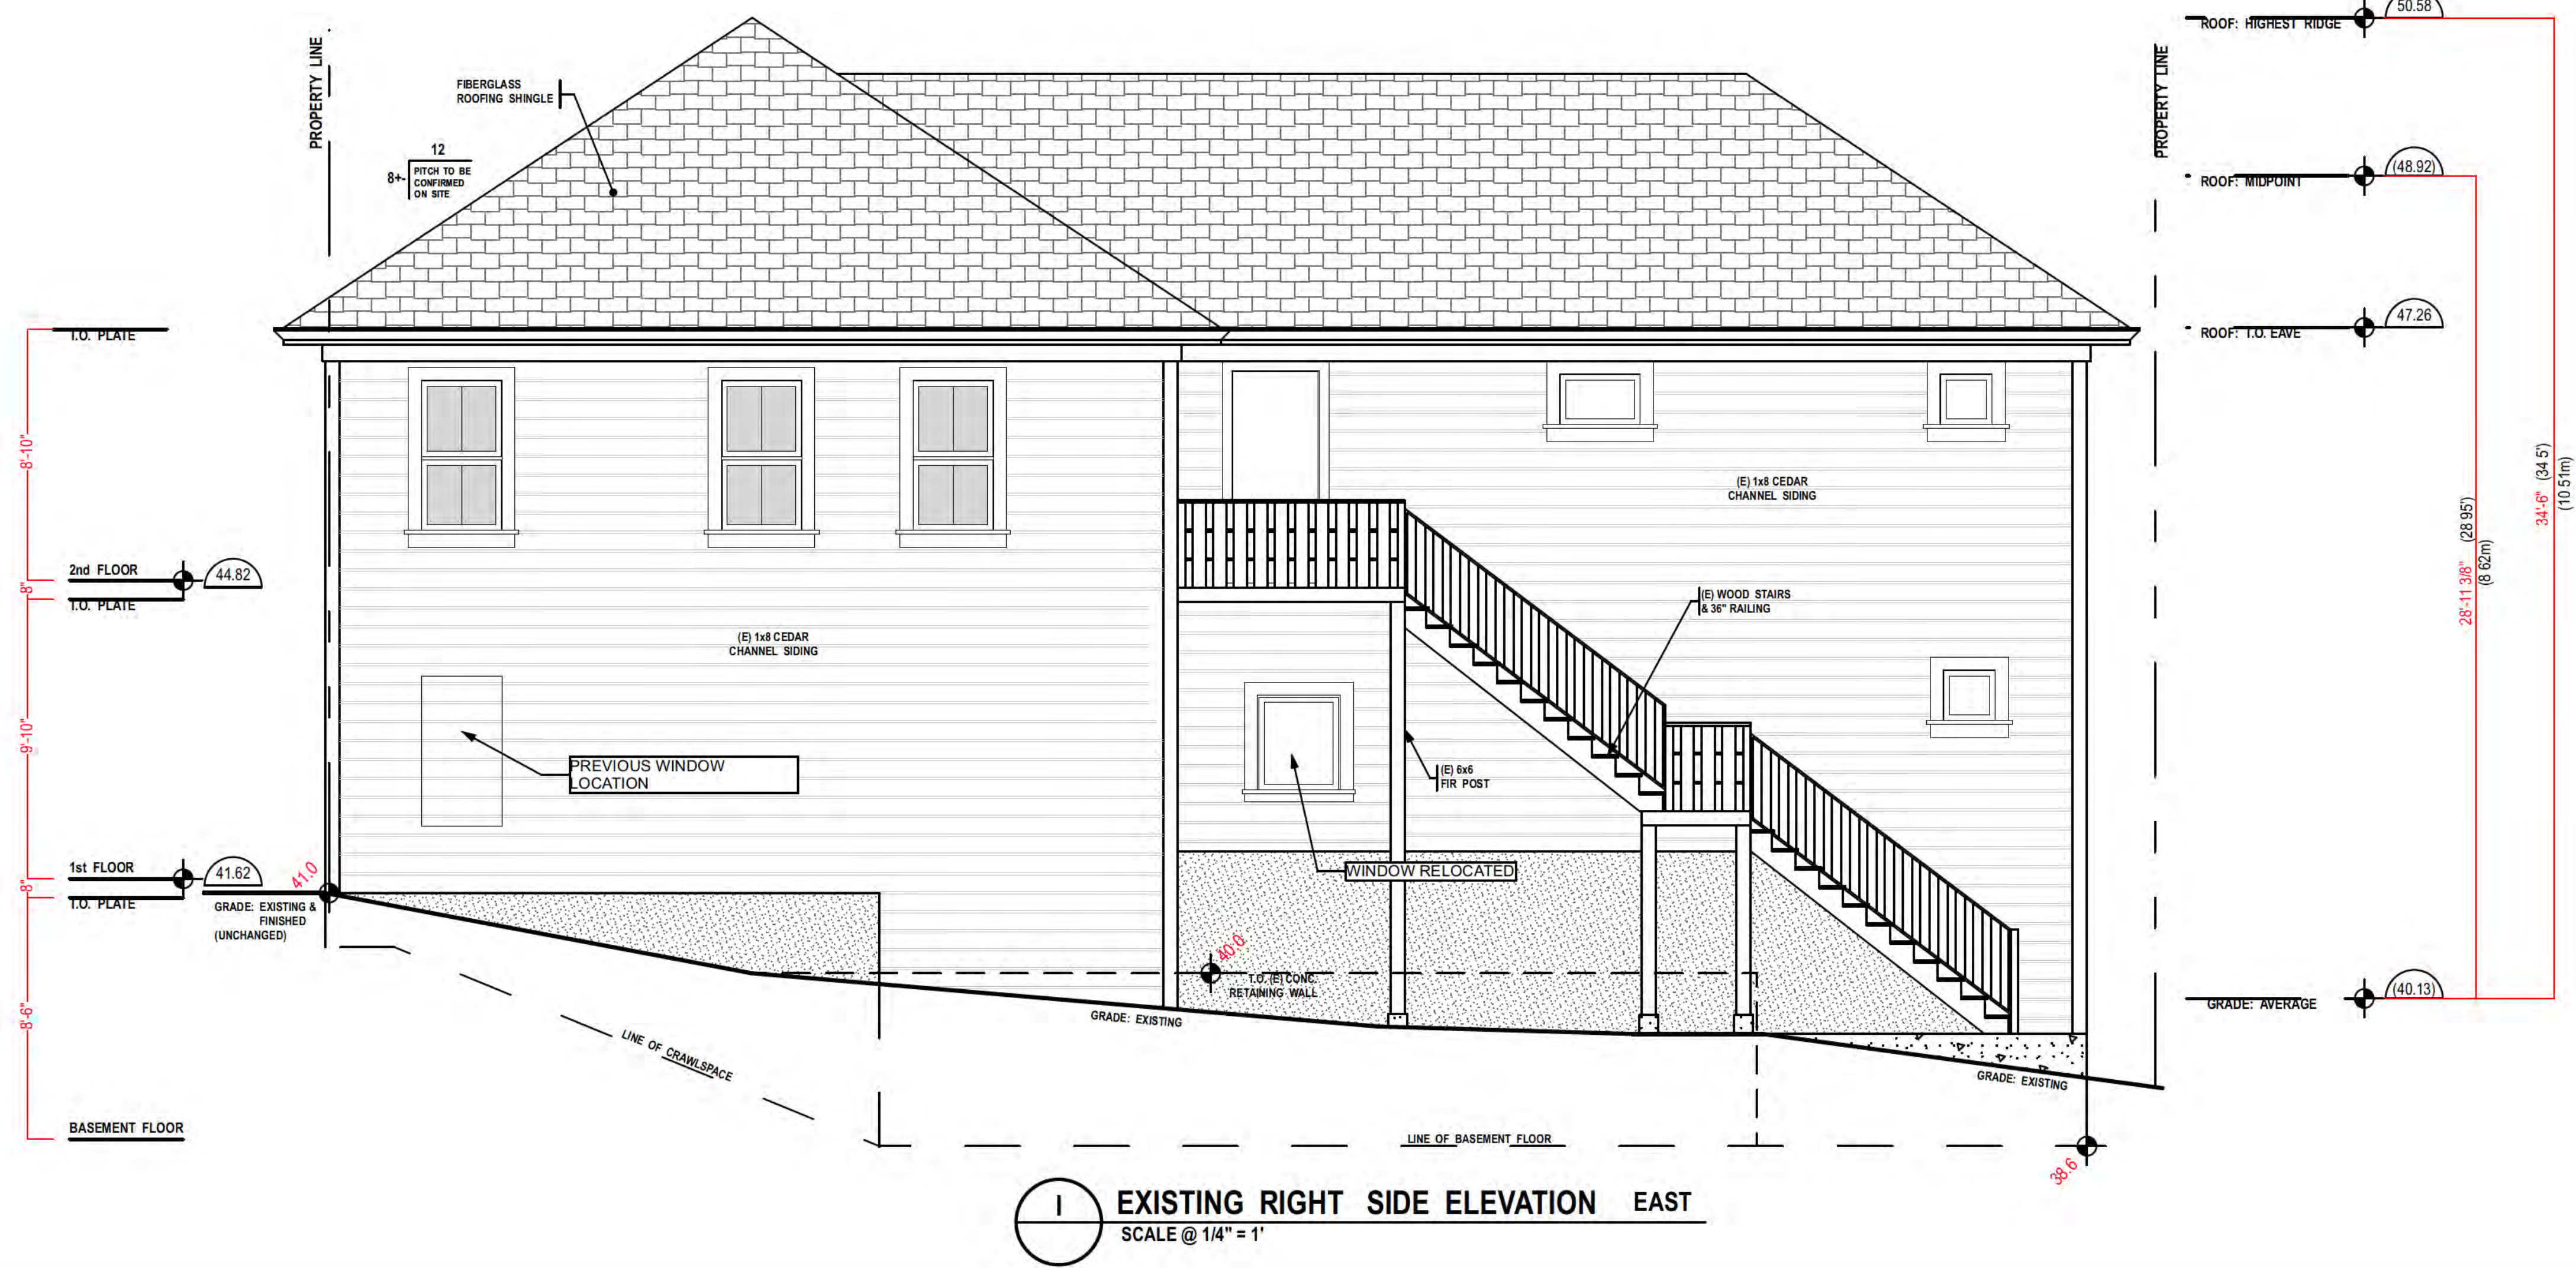 50.58
ROOF: HIGHEST RIDGE
PROPERTY LIE
PROPERTY LINE
FIBERGLASS
ROOFING SHINGLE
12
8+-
PITCH TO BE
CONFIRMED
ON SITE
(48.92)
ROOF: MIDPOINT
47.26
ROOF: T.O. EAVE
T.O. PLATE
8'-10"
(E) 1x8 CEDAR
CHANNEL SIDING
34'-6" (34 5')
(10 51m)
28'-11 3/8" (28 95')
(8 62m)
2nd FLOOR
44.82
8"
T.O. PLATE
(E) WOOD STAIRS
& 36" RAILING
(E) 1x8 CEDAR
CHANNEL SIDING
9'-10"
PREVIOUS WINDOW
LOCATION
(E) 6x6
FIR POST
1st FLOOR
41.62
41.0
WINDOW RELOCATED
8"
T.O. PLATE
GRADE: EXISTING &
FINISHED
(UNCHANGED)
40.0
T.O. (E) CONC.
RETAINING WALL
(40.13)
GRADE: AVERAGE
8'-6"
GRADE: EXISTING
LINE OF CRAWLSPACE
GRADE: EXISTING
BASEMENT FLOOR
LINE OF BASEMENT FLOOR
38.6
I
EXISTING RIGHT SIDE ELEVATION EAST
SCALE @ 1/4" = 1'